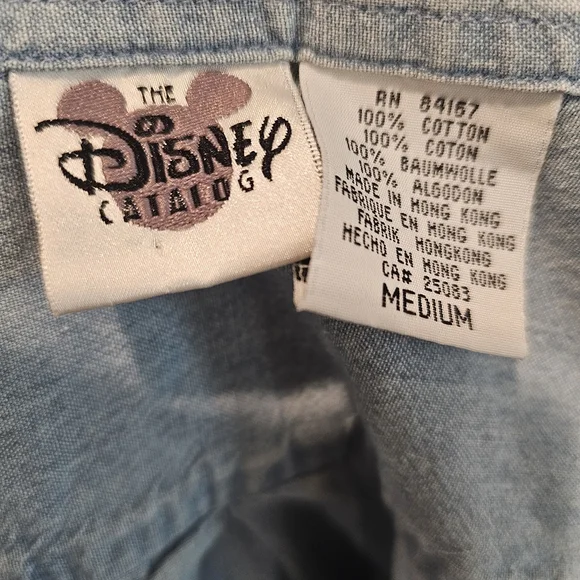 THE
DISNEY
CATALOG
RN 84167
100% COTTON
100% COTON
100% BAUMWOLLE
100% ALGODON
MADE IN HONG KONG
FABRIQUE EN HONG KONG
FABRIK HONGKONG
HECHO EN HONG KONG
CA# 25083
MEDIUM